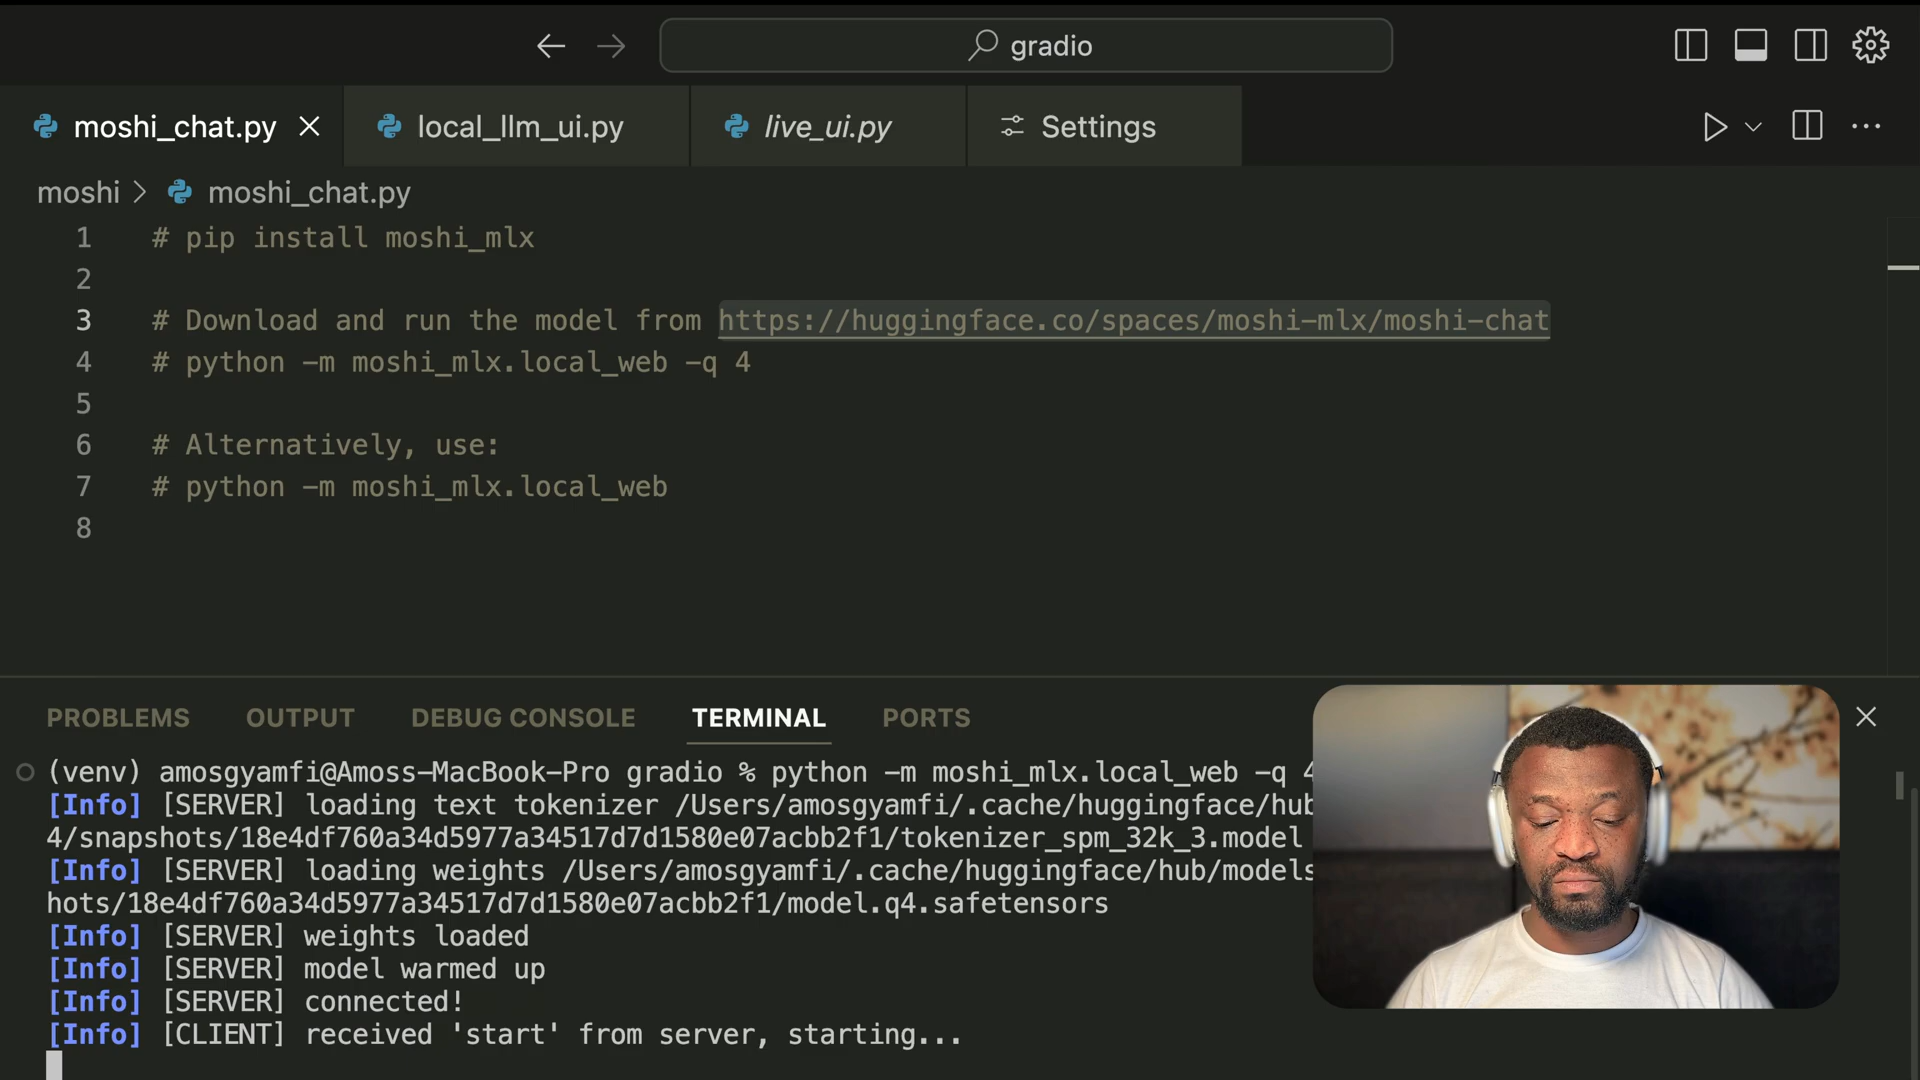 gradio
moshi_chat.py
local_llm_ui.py
live_ui.py
Settings
moshi > moshi_chat.py
1 # pip install moshi_mlx
2
3 # Download and run the model from https://huggingface.co/spaces/moshi-mlx/moshi-chat
4 # python -m moshi_mlx.local_web -q 4
5
6 # Alternatively, use:
7 # python -m moshi_mlx.local_web
8
PROBLEMS OUTPUT DEBUG CONSOLE TERMINAL PORTS
(venv) amosgyamfi@Amoss-MacBook-Pro gradio % python -m moshi_mlx.local_web -q 4
[Info] [SERVER] loading text tokenizer /Users/amosgyamfi/.cache/huggingface/hub
4/snapshots/18e4df760a34d5977a34517d7d1580e07acbb2f1/tokenizer_spm_32k_3.model
[Info] [SERVER] loading weights /Users/amosgyamfi/.cache/huggingface/hub/models
hots/18e4df760a34d5977a34517d7d1580e07acbb2f1/model.q4.safetensors
[Info] [SERVER] weights loaded
[Info] [SERVER] model warmed up
[Info] [SERVER] connected!
[Info] [CLIENT] received 'start' from server, starting...